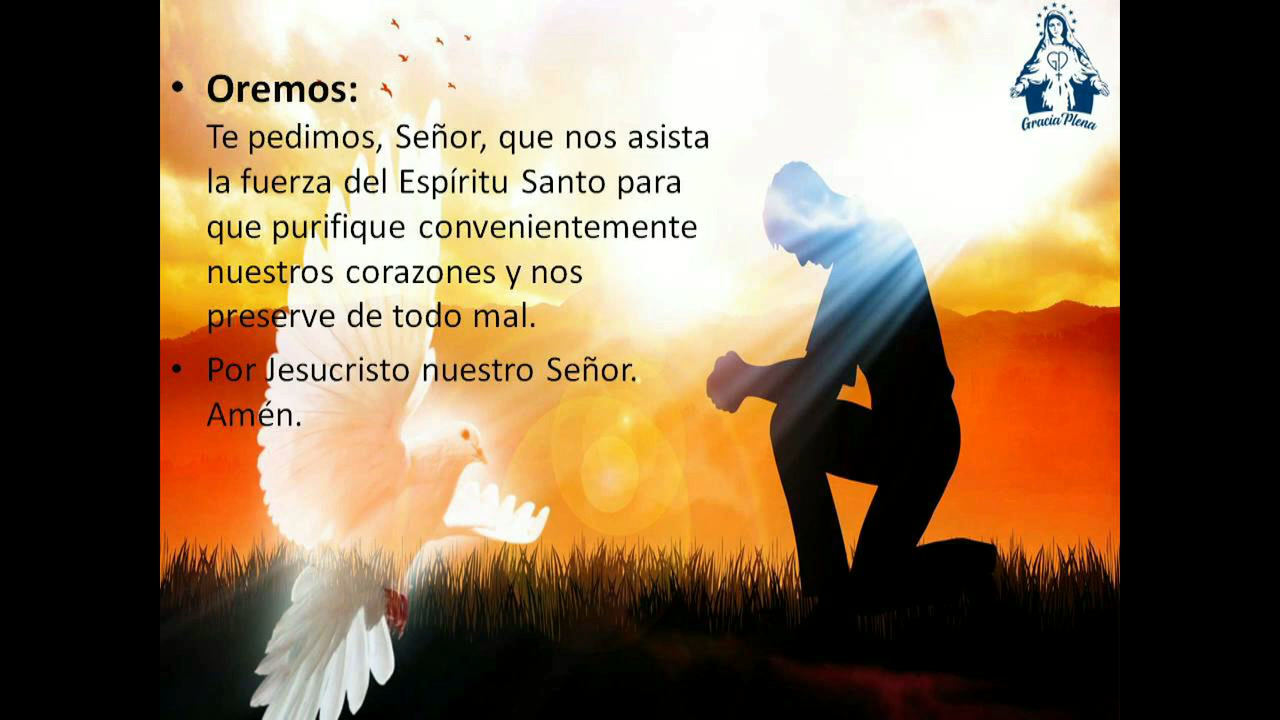 • Oremos:
Te pedimos, Señor, que nos asista
la fuerza del Espíritu Santo para
que purifique convenientemente
nuestros corazones y nos
preserve de todo mal.
• Por Jesucristo nuestro Señor.
Amén.
GP
Gracia Plena